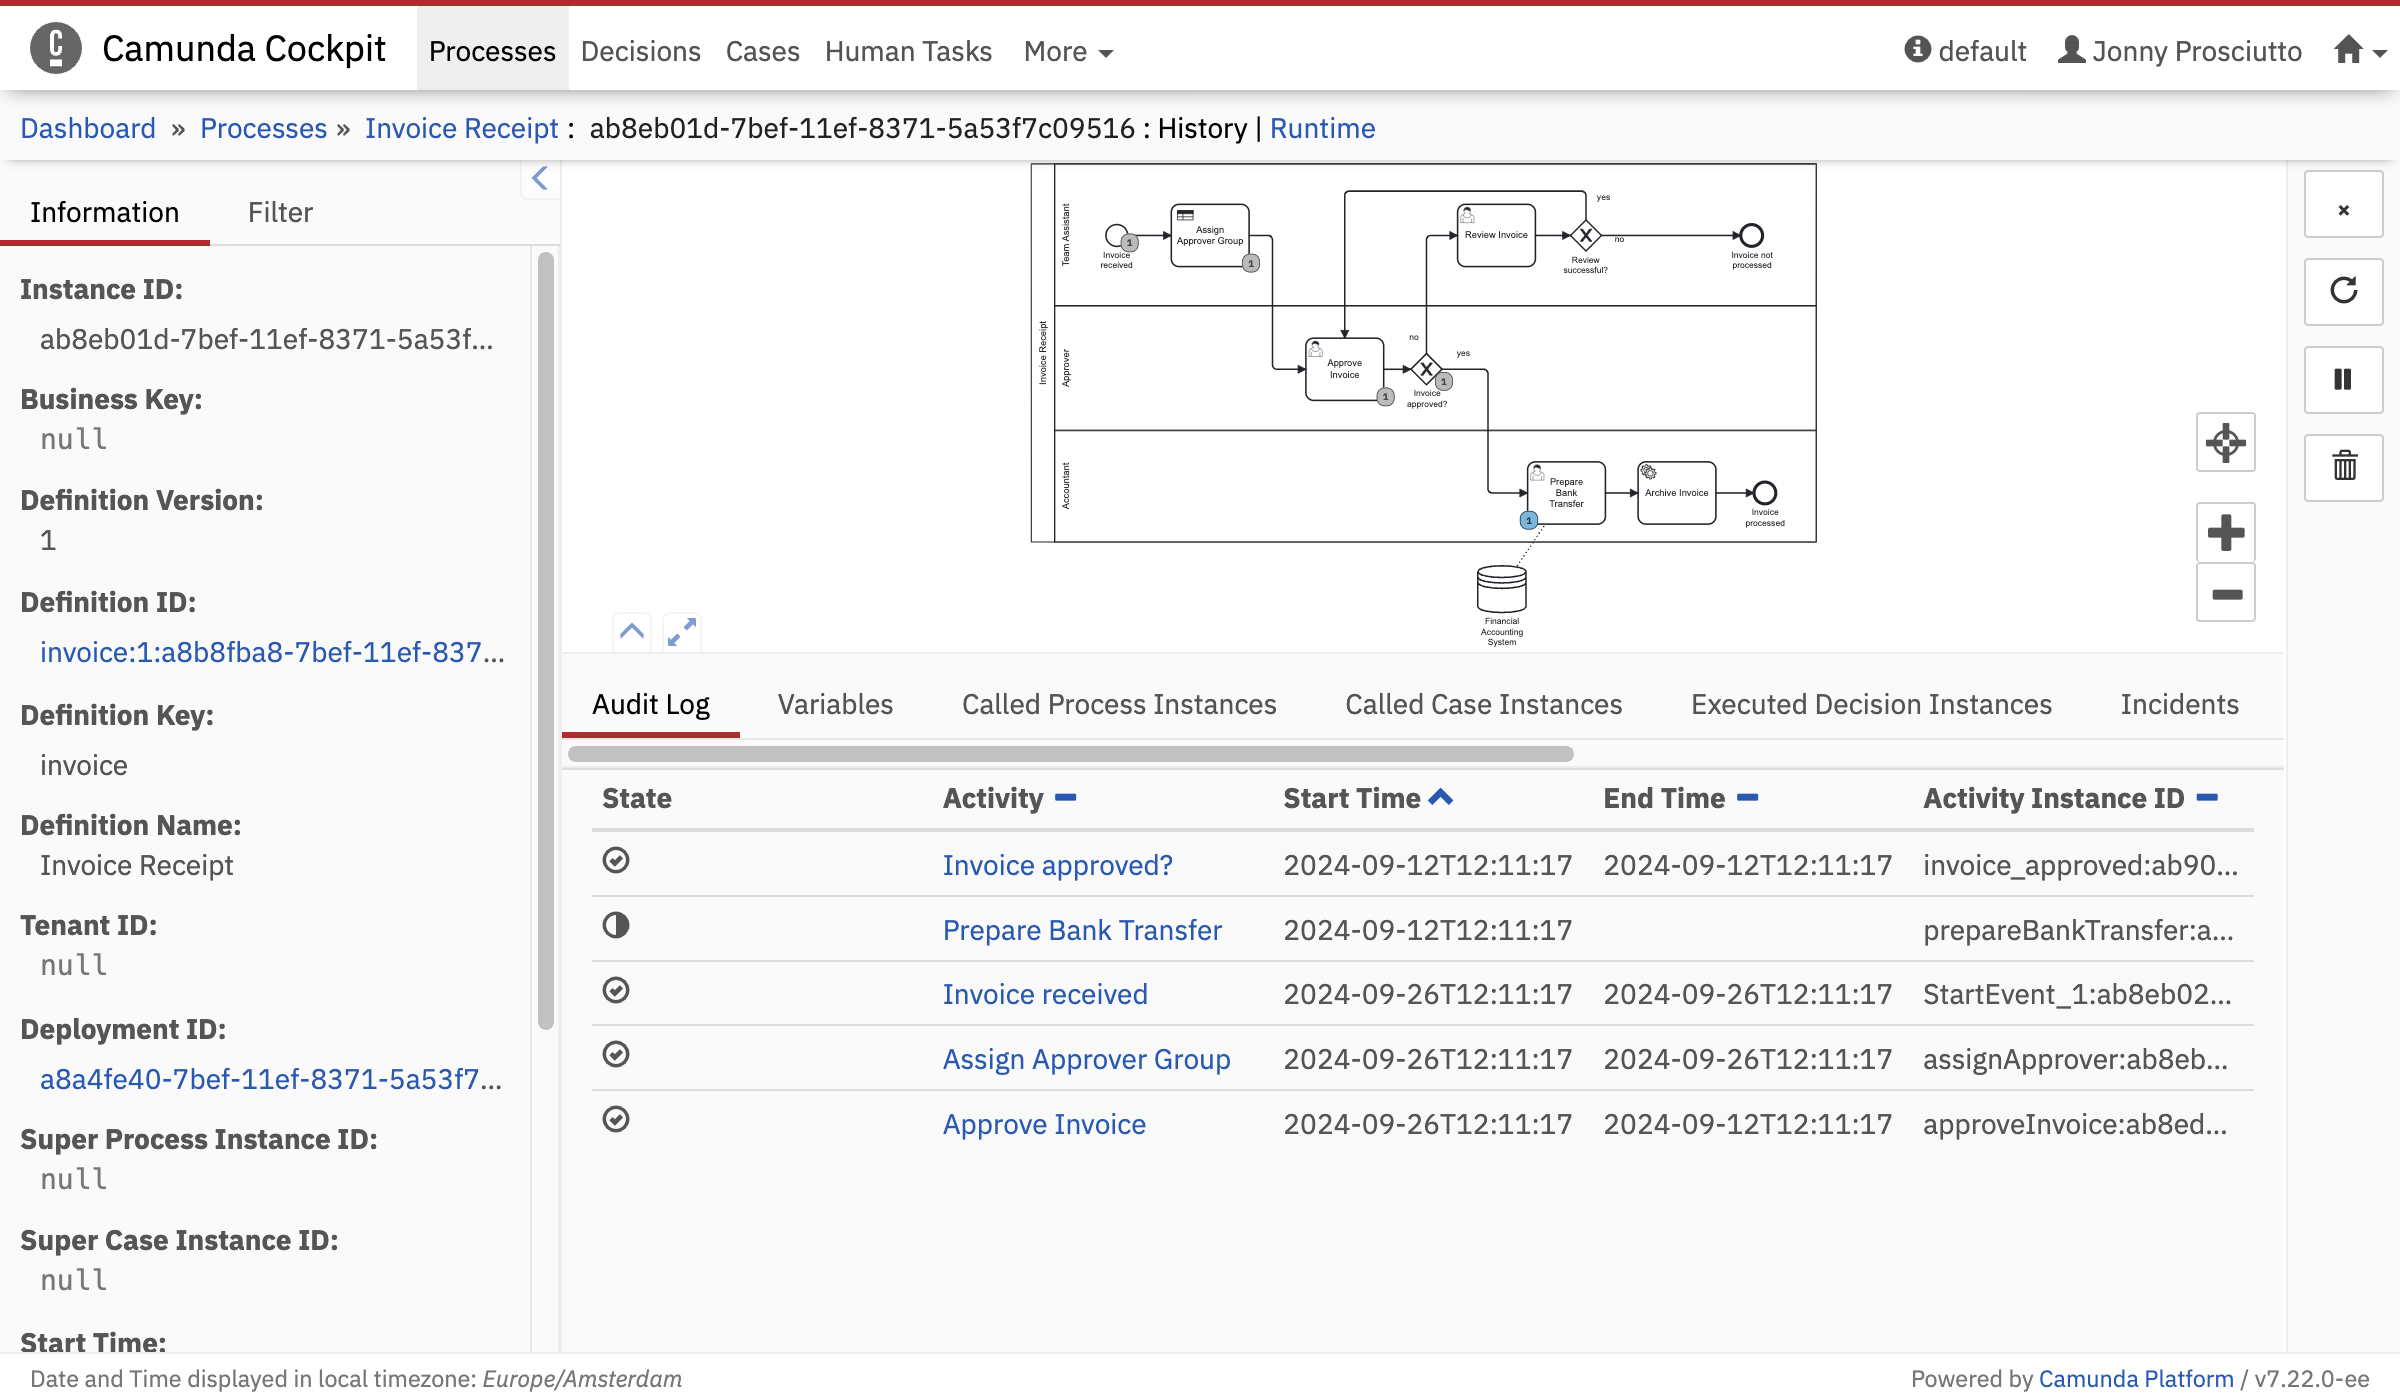 Camunda Cockpit Processes Decisions Cases Human Tasks More default Jonny Prosciutto
Dashboard » Processes » Invoice Receipt : ab8eb01d-7bef-11ef-8371-5a53f7c09516 : History | Runtime
Information Filter
Instance ID:
ab8eb01d-7bef-11ef-8371-5a53f...
Business Key:
null
Definition Version:
1
Definition ID:
invoice:1:a8b8fba8-7bef-11ef-837...
Definition Key:
invoice
Definition Name:
Invoice Receipt
Tenant ID:
null
Deployment ID:
a8a4fe40-7bef-11ef-8371-5a53f7...
Super Process Instance ID:
null
Super Case Instance ID:
null
Start Time:
Invoice Receipt
Team Assistant
Invoice
received
1
Assign
Approver Group
1
Review Invoice
Review
successful?
yes
no
Invoice not
processed
Approver
Approve
Invoice
1
Invoice
approved?
1
no
yes
Accountant
Prepare
Bank
Transfer
1
Archive Invoice
Invoice
processed
Financial
Accounting
System
Audit Log Variables Called Process Instances Called Case Instances Executed Decision Instances Incidents
State Activity Start Time End Time Activity Instance ID
Invoice approved? 2024-09-12T12:11:17 2024-09-12T12:11:17 invoice_approved:ab90...
Prepare Bank Transfer 2024-09-12T12:11:17 prepareBankTransfer:a...
Invoice received 2024-09-26T12:11:17 2024-09-26T12:11:17 StartEvent_1:ab8eb02...
Assign Approver Group 2024-09-26T12:11:17 2024-09-26T12:11:17 assignApprover:ab8eb...
Approve Invoice 2024-09-26T12:11:17 2024-09-12T12:11:17 approveInvoice:ab8ed...
Date and Time displayed in local timezone: Europe/Amsterdam
Powered by Camunda Platform / v7.22.0-ee